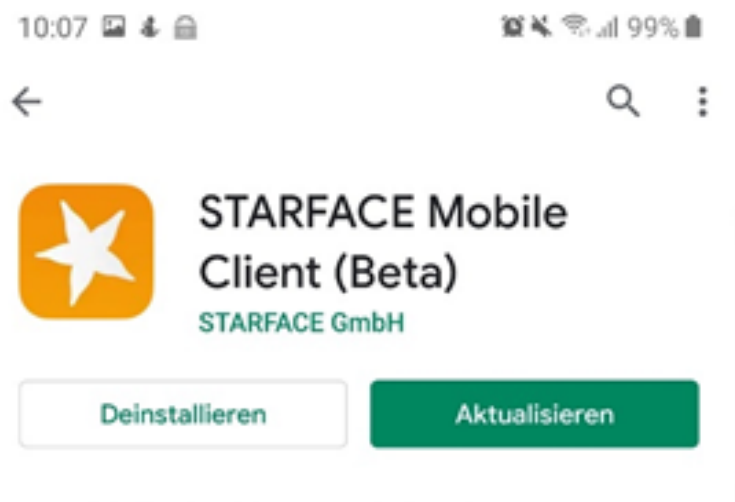 10:07 99%
STARFACE Mobile
Client (Beta)
STARFACE GmbH
Deinstallieren Aktualisieren